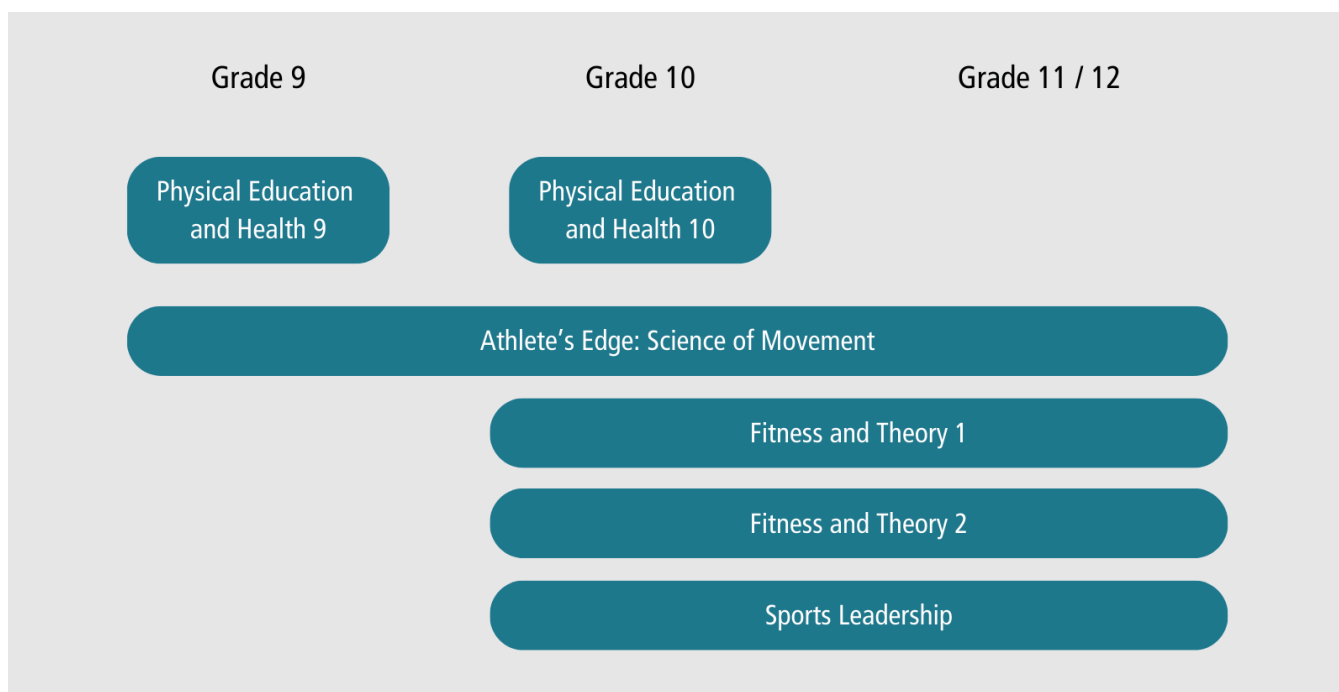 Grade 9
Grade 10
Grade 11 / 12
Physical Education
and Health 9
Physical Education
and Health 10
Athlete’s Edge: Science of Movement
Fitness and Theory 1
Fitness and Theory 2
Sports Leadership